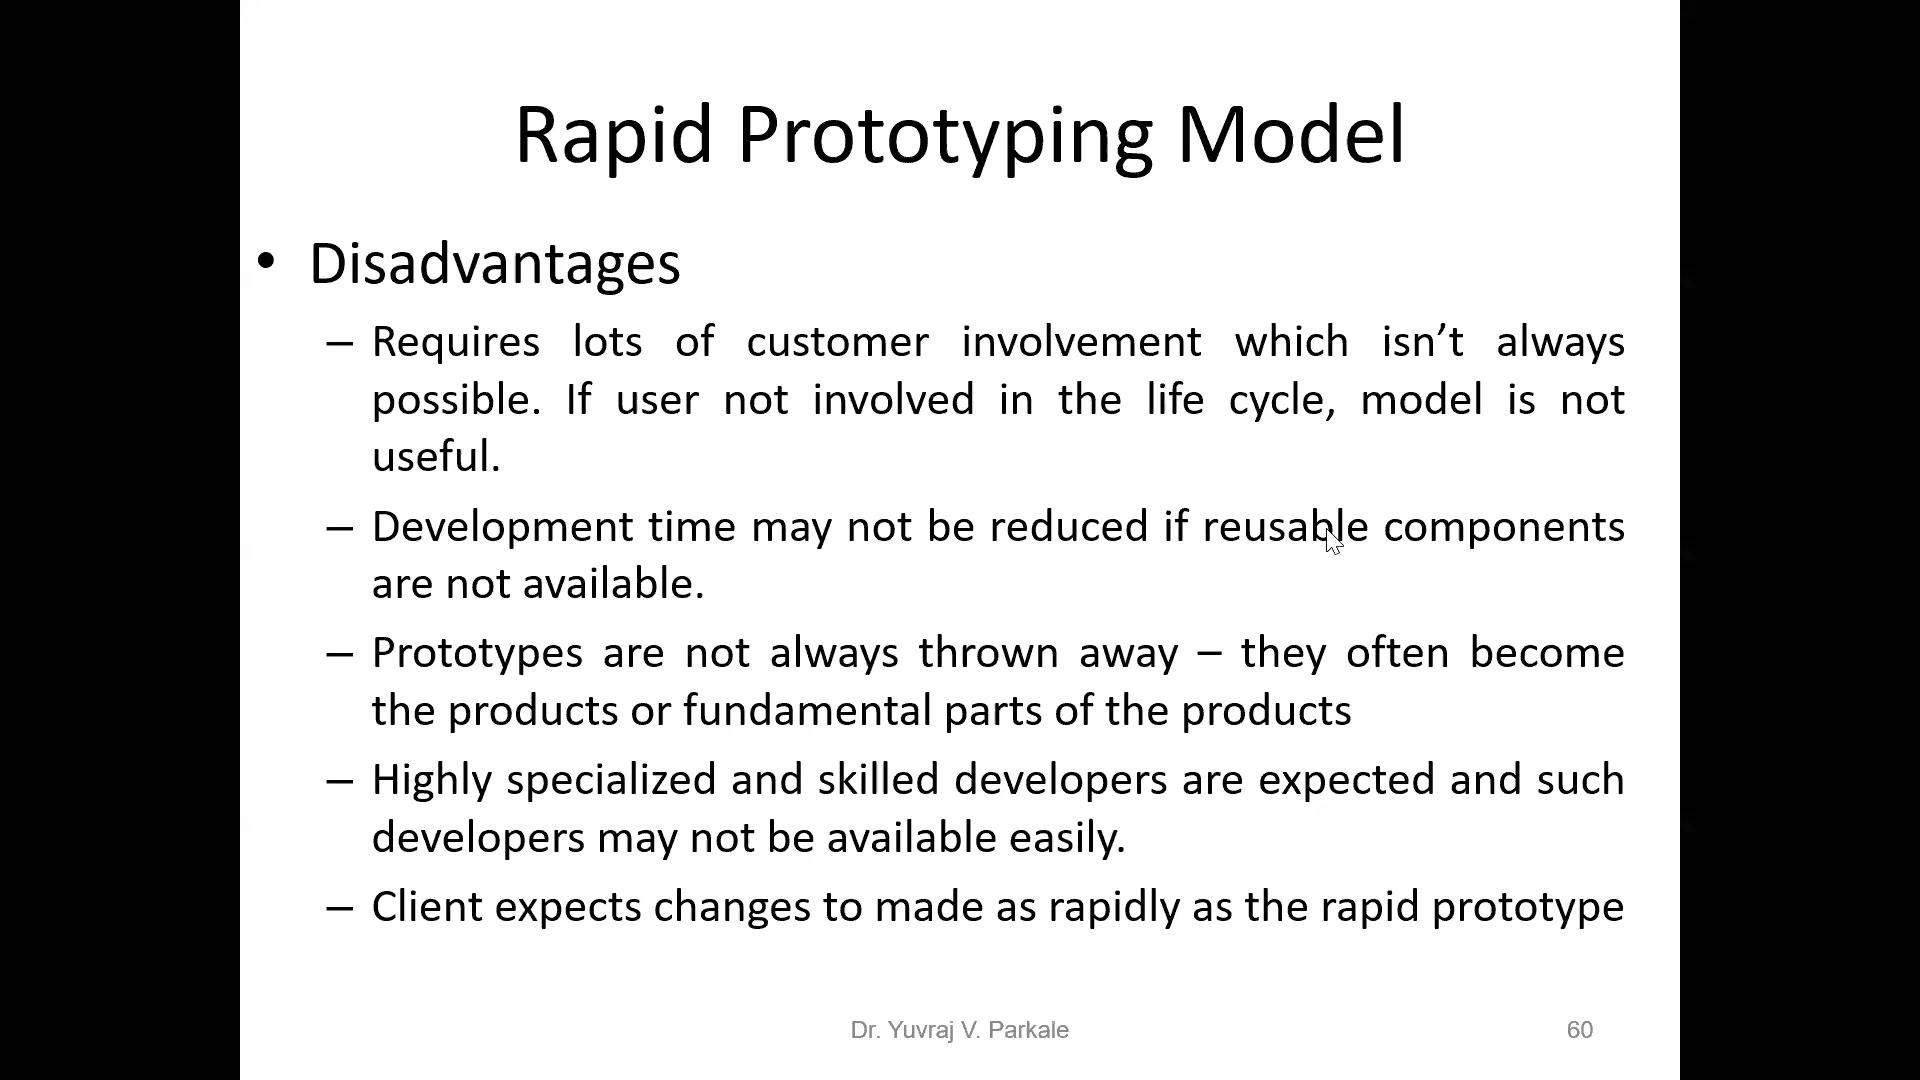 Rapid Prototyping Model
• Disadvantages
– Requires lots of customer involvement which isn’t always
possible. If user not involved in the life cycle, model is not
useful.
– Development time may not be reduced if reusable components
are not available.
– Prototypes are not always thrown away – they often become
the products or fundamental parts of the products
– Highly specialized and skilled developers are expected and such
developers may not be available easily.
– Client expects changes to made as rapidly as the rapid prototype
Dr. Yuvraj V. Parkale
60